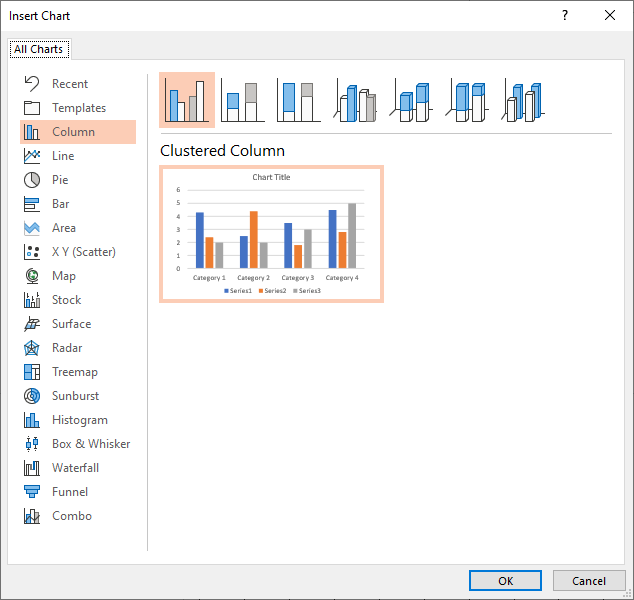 Insert Chart
?
All Charts
Recent
Templates
Column
Line
Pie
Bar
Area
X Y (Scatter)
Map
Stock
Surface
Radar
Treemap
Sunburst
Histogram
Box & Whisker
Waterfall
Funnel
Combo
Clustered Column
Chart Title
6
5
4
3
2
1
0
Category 1 Category 2 Category 3 Category 4
Series1 Series2 Series3
OK Cancel